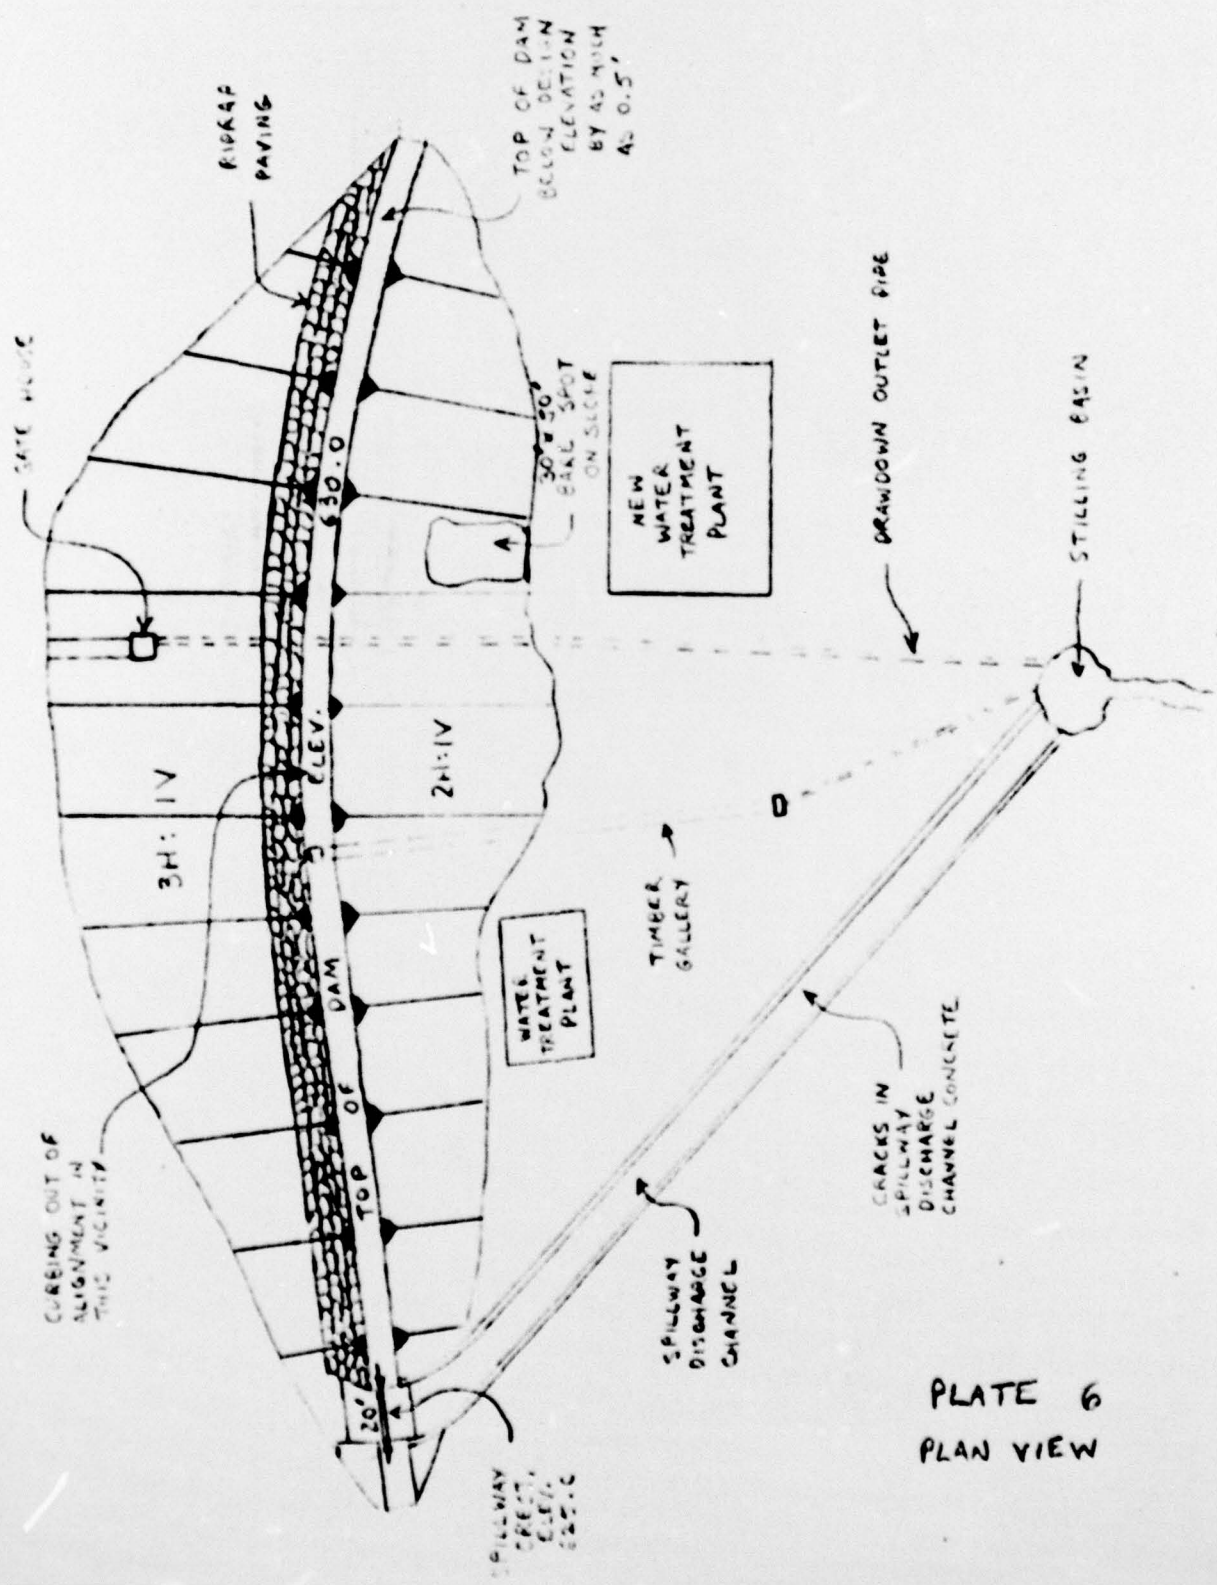 GATE HOUSE
RIPRAP
PAVING
TOP OF DAM
BELOW DESIGN
ELEVATION
BY AS MUCH
AS 0.5'
CURBING OUT OF
ALIGNMENT IN
THIS VICINITY
3H:1V
TOP OF DAM ELEV. 630.0
2H:1V
30' x 50'
BARE SPOT
ON SLOPE
20'
SPILLWAY
CREST,
ELEV.
WATER
TREATMENT
PLANT
NEW
WATER
TREATMENT
PLANT
TIMBER
GALLERY
SPILLWAY
DISCHARGE
CHANNEL
CRACKS IN
SPILLWAY
DISCHARGE
CHANNEL CONCRETE
DRAWDOWN OUTLET PIPE
STILLING BASIN
PLATE 6
PLAN VIEW